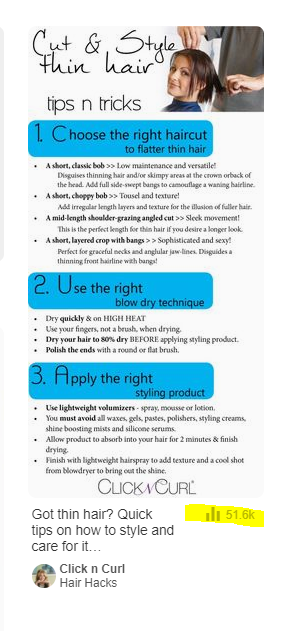 Cut & Style
thin hair
tips n tricks
1. Choose the right haircut
to flatter thin hair
• A short, classic bob >> Low maintenance and versatile!
Disguises thinning hair and/or skimpy areas at the crown orback of
the head. Add full side-swept bangs to camouflage a waning hairline.
• A short, choppy bob >> Tousel and texture!
Add irregular length layers and texture for the illusion of fuller hair.
• A mid-length shoulder-grazing angled cut >> Sleek movement!
This is the perfect length for thin hair if you desire a longer look.
• A short, layered crop with bangs > > Sophisticated and sexy!
Perfect for graceful necks and anglular jaw-lines. Disguides a
thinning front hairline with bangs!
2. Use the right
blow dry technique
• Dry quickly & on HIGH HEAT
• Use your fingers, not a brush, when drying.
• Dry your hair to 80% dry BEFORE applying styling product.
• Polish the ends with a round or flat brush.
3. Apply the right
styling product
• Use lightweight volumizers - spray, mousse or lotion.
• You must avoid all waxes, gels, pastes, polishes, styling creams,
shine boosting mists and silicone serums.
• Allow product to absorb into your hair for 2 minutes & finish
drying.
• Finish with lightweight hairspray to add texture and a cool shot
from blowdryer to bring out the shine.
CLICK N CURL®
Got thin hair? Quick
tips on how to style and
care for it...
51.6k
Click n Curl
Hair Hacks